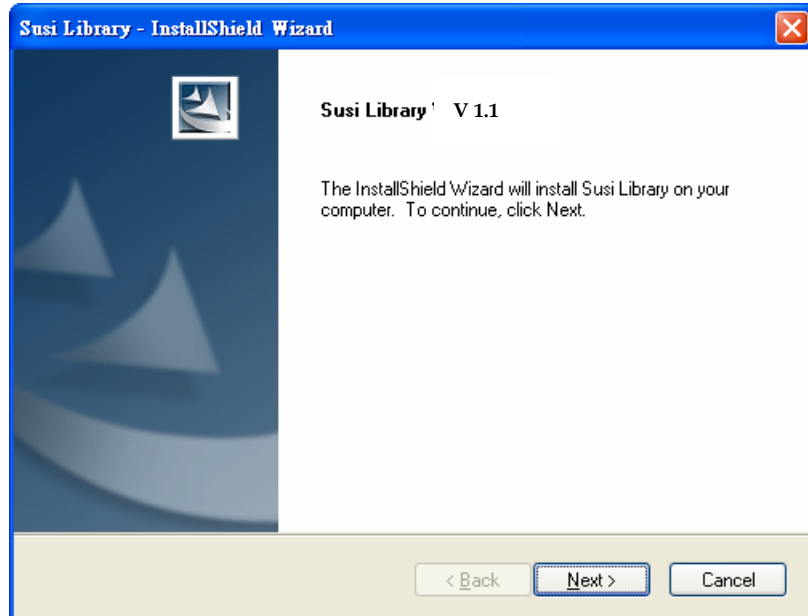 Susi Library - InstallShield Wizard
Susi Library V 1.1
The InstallShield Wizard will install Susi Library on your
computer. To continue, click Next.
< Back Next > Cancel